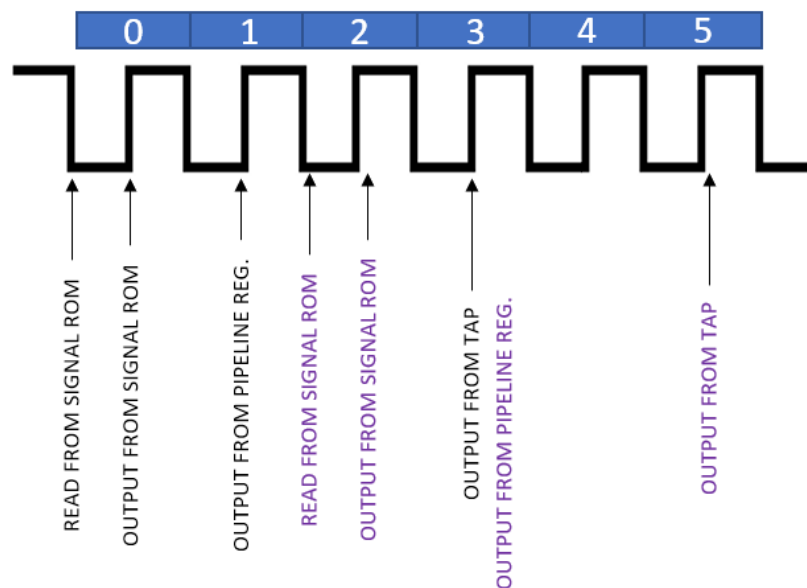 0 1 2 3 4 5
READ FROM SIGNAL ROM
OUTPUT FROM SIGNAL ROM
OUTPUT FROM PIPELINE REG.
READ FROM SIGNAL ROM
OUTPUT FROM SIGNAL ROM
OUTPUT FROM TAP
OUTPUT FROM PIPELINE REG.
OUTPUT FROM TAP